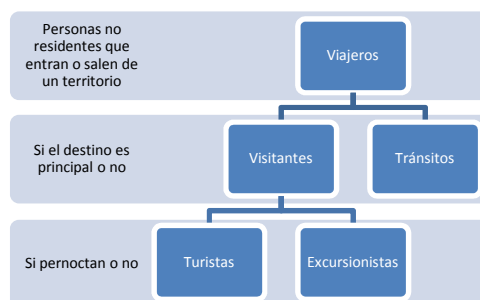 Personas no
residentes que
entran o salen de
un territorio
Viajeros
Si el destino es
principal o no
Visitantes
Tránsitos
Si pernoctan o no
Turistas
Excursionistas